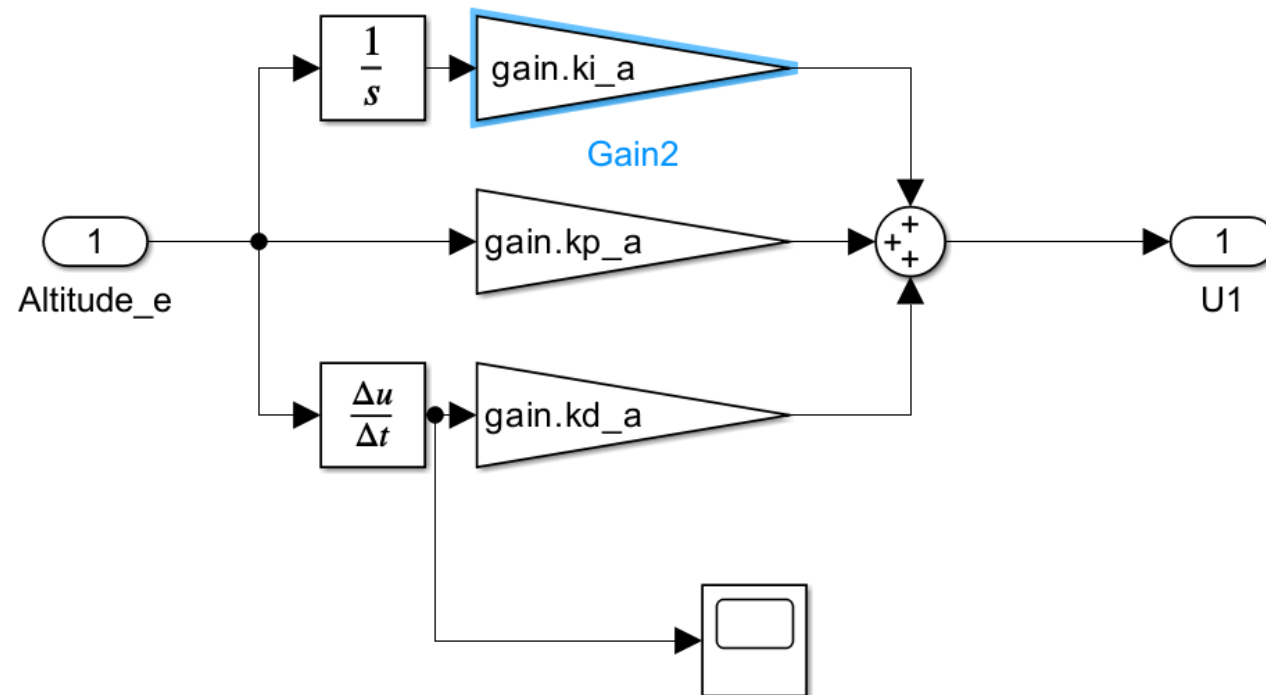 1
s
gain.ki_a
Gain2
1
Altitude_e
gain.kp_a
+
+
+
1
U1
Δu
Δt
gain.kd_a